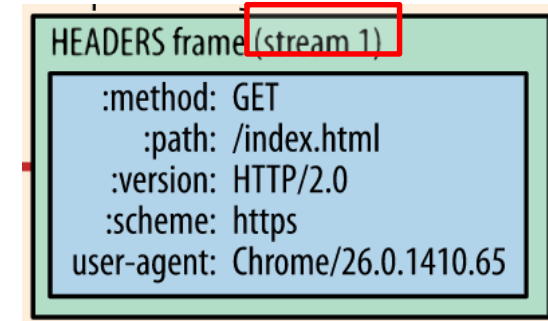 HEADERS frame (stream 1)
:method: GET
:path: /index.html
:version: HTTP/2.0
:scheme: https
user-agent: Chrome/26.0.1410.65